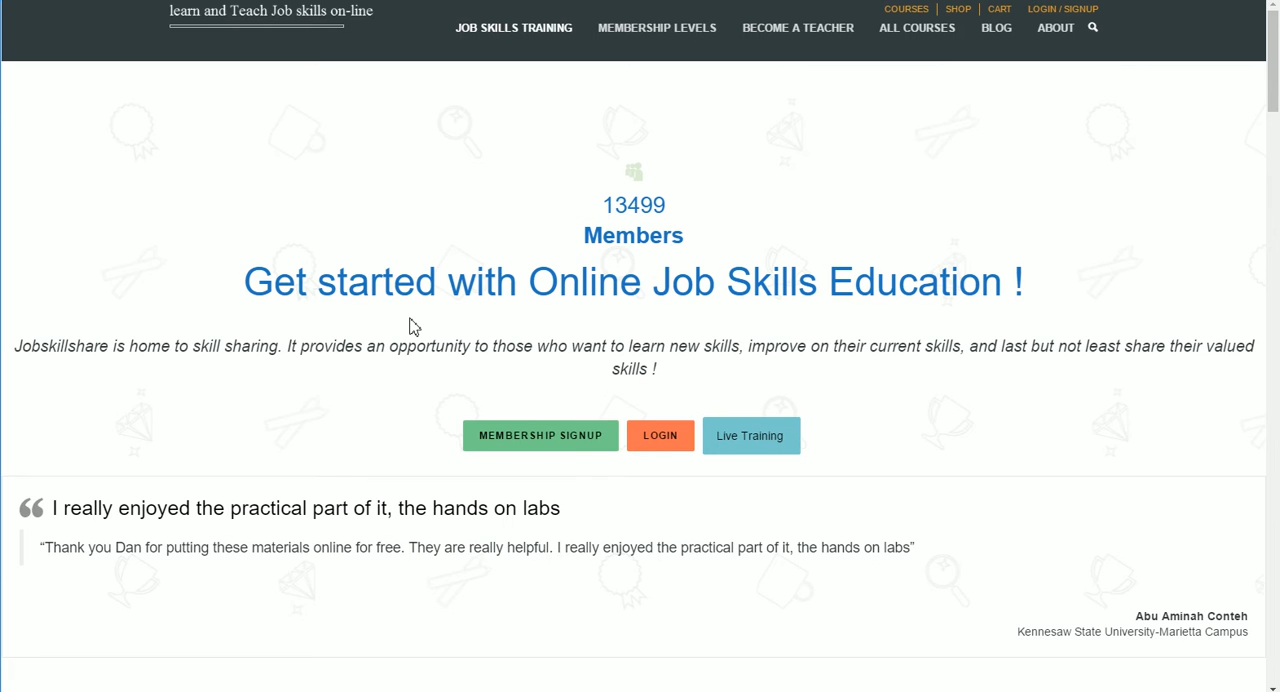 learn and Teach Job skills on-line
COURSES SHOP CART LOGIN / SIGNUP
JOB SKILLS TRAINING MEMBERSHIP LEVELS BECOME A TEACHER ALL COURSES BLOG ABOUT
13499
Members
Get started with Online Job Skills Education !
Jobskillshare is home to skill sharing. It provides an opportunity to those who want to learn new skills, improve on their current skills, and last but not least share their valued
skills !
MEMBERSHIP SIGNUP LOGIN Live Training
“ I really enjoyed the practical part of it, the hands on labs
“Thank you Dan for putting these materials online for free. They are really helpful. I really enjoyed the practical part of it, the hands on labs”
Abu Aminah Conteh
Kennesaw State University-Marietta Campus